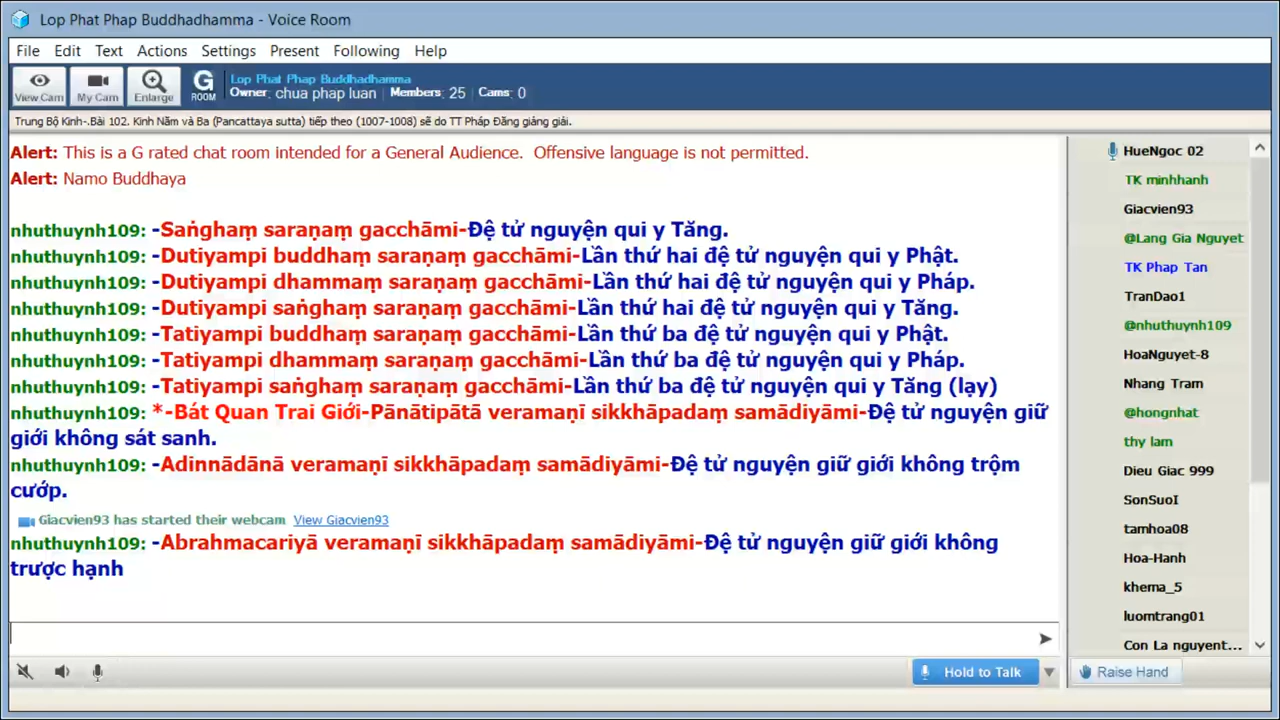 Lop Phat Phap Buddhadhamma - Voice Room
File Edit Text Actions Settings Present Following Help
View Cam My Cam Enlarge G ROOM
Lop Phat Phap Buddhadhamma
Owner: chua phap luan Members: 25 Cams: 0
Trung Bộ Kinh-.Bài 102. Kinh Năm và Ba (Pancattaya sutta) tiếp theo (1007-1008) sẽ do TT Pháp Đăng giảng giải.
Alert: This is a G rated chat room intended for a General Audience. Offensive language is not permitted.
Alert: Namo Buddhaya
nhuthuynh109: -Saṅghaṃ saraṇaṃ gacchāmi-Đệ tử nguyện qui y Tăng.
nhuthuynh109: -Dutiyampi buddhaṃ saraṇaṃ gacchāmi-Lần thứ hai đệ tử nguyện qui y Phật.
nhuthuynh109: -Dutiyampi dhammaṃ saraṇaṃ gacchāmi-Lần thứ hai đệ tử nguyện qui y Pháp.
nhuthuynh109: -Dutiyampi saṅghaṃ saraṇaṃ gacchāmi-Lần thứ hai đệ tử nguyện qui y Tăng.
nhuthuynh109: -Tatiyampi buddhaṃ saraṇaṃ gacchāmi-Lần thứ ba đệ tử nguyện qui y Phật.
nhuthuynh109: -Tatiyampi dhammaṃ saraṇaṃ gacchāmi-Lần thứ ba đệ tử nguyện qui y Pháp.
nhuthuynh109: -Tatiyampi saṅghaṃ saraṇaṃ gacchāmi-Lần thứ ba đệ tử nguyện qui y Tăng (lạy)
nhuthuynh109: *-Bát Quan Trai Giới-Pānātipātā veramaṇī sikkhāpadaṃ samādiyāmi-Đệ tử nguyện giữ
giới không sát sanh.
nhuthuynh109: -Adinnādānā veramaṇī sikkhāpadaṃ samādiyāmi-Đệ tử nguyện giữ giới không trộm
cướp.
Giacvien93 has started their webcam View Giacvien93
nhuthuynh109: -Abrahmacariyā veramaṇī sikkhāpadaṃ samādiyāmi-Đệ tử nguyện giữ giới không
trược hạnh
Hold to Talk
HueNgoc 02
TK minhhanh
Giacvien93
@Lang Gia Nguyet
TK Phap Tan
TranDao1
@nhuthuynh109
HoaNguyet-8
Nhang Tram
@hongnhat
thy lam
Dieu Giac 999
SonSuoI
tamhoa08
Hoa-Hanh
khema_5
luomtrang01
Con La nguyent...
Raise Hand